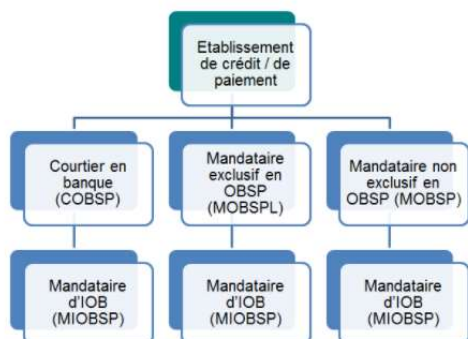 Etablissement
de crédit / de
paiement
Courtier en
banque
(COBSP)
Mandataire
exclusif en
OBSP
(MOBSPL)
Mandataire non
exclusif en
OBSP (MOBSP)
Mandataire
d'IOB
(MIOBSP)
Mandataire
d'IOB
(MIOBSP)
Mandataire
d'IOB
(MIOBSP)